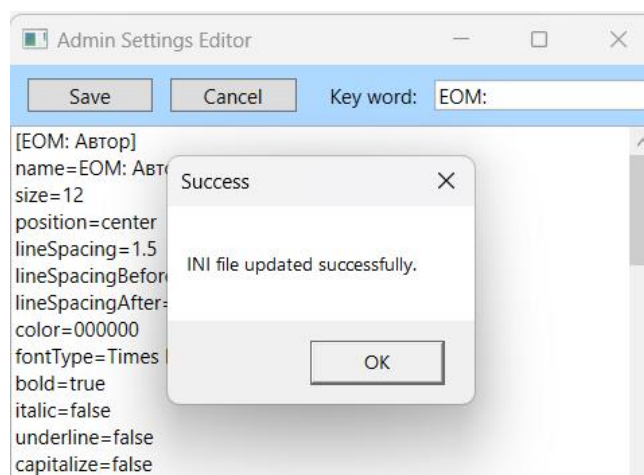 Admin Settings Editor
Save Cancel Key word: EOM:
[EOM: Автор]
name=EOM:
size=12
position=center
lineSpacing=1.5
lineSpacingAfter=
color=000000
fontType=Times
bold=true
italic=false
underline=false
capitalize=false
Success
INI file updated successfully.
OK